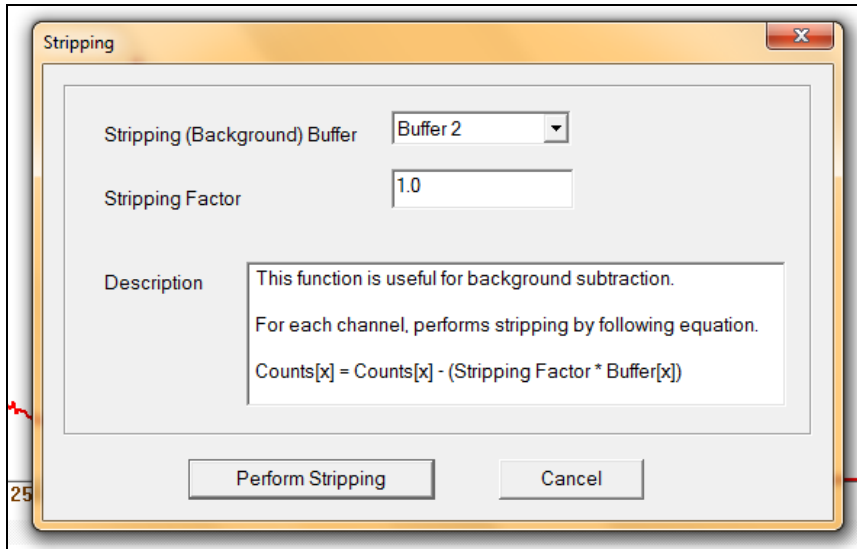 Stripping
Stripping (Background) Buffer
Buffer 2
Stripping Factor
1.0
Description
This function is useful for background subtraction.
For each channel, performs stripping by following equation.
Counts[x] = Counts[x] - (Stripping Factor * Buffer[x])
Perform Stripping
Cancel
25